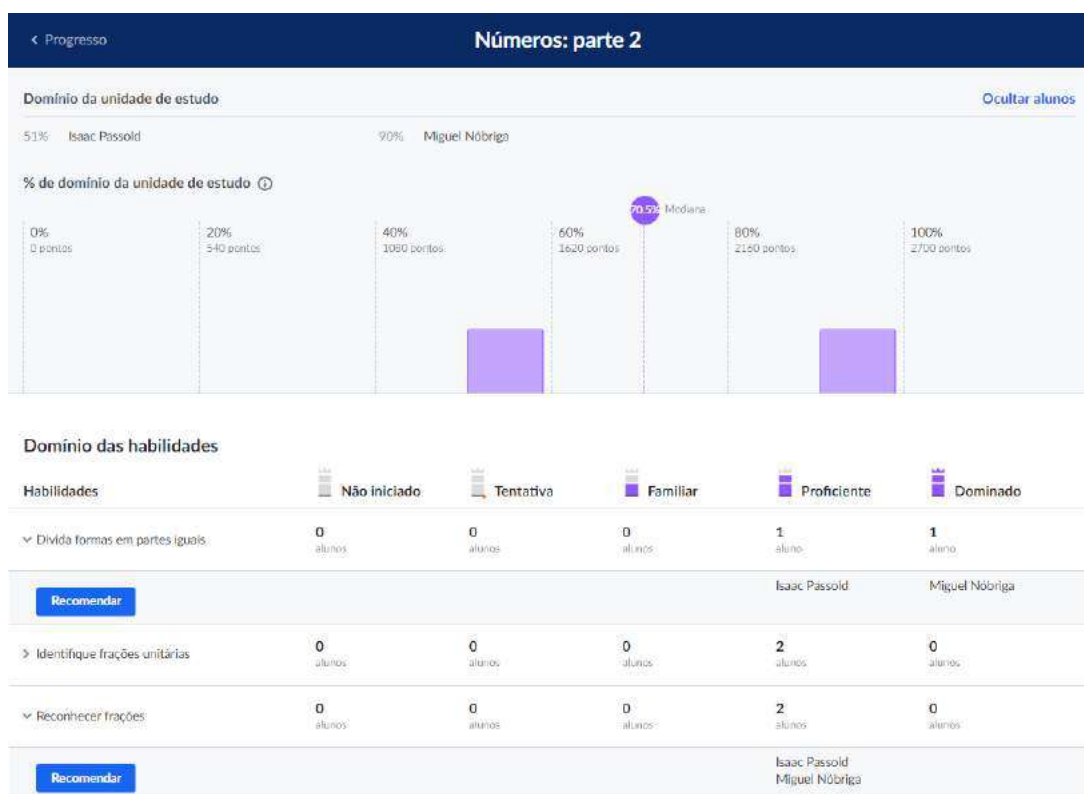 < Progresso
Números: parte 2
Domínio da unidade de estudo
Ocultar alunos
51% Isaac Passold
90% Miguel Nóbriga
% de domínio da unidade de estudo
70.5% Mediana
0%
0 pontos
20%
540 pontos
40%
1080 pontos
60%
1620 pontos
80%
2160 pontos
100%
2700 pontos
Domínio das habilidades
Habilidades Não iniciado Tentativa Familiar Proficiente Dominado
Divida formas em partes iguais
0 0 0 1 1
alunos alunos alunos aluno aluno
Recomendar
Isaac Passold Miguel Nóbriga
Identifique frações unitárias
0 0 0 2 0
alunos alunos alunos alunos alunos
Reconhecer frações
0 0 0 2 0
alunos alunos alunos alunos alunos
Recomendar
Isaac Passold
Miguel Nóbriga